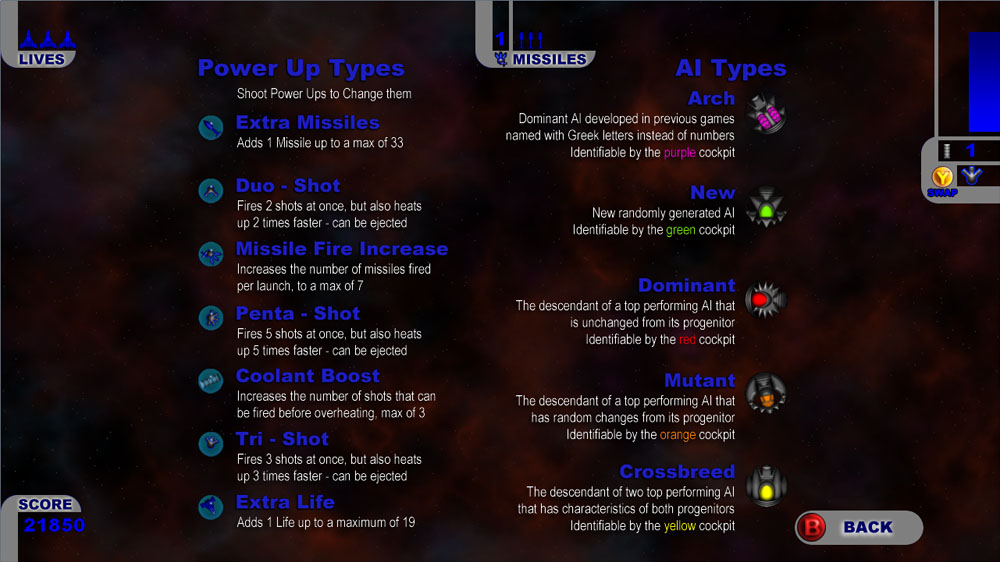 LIVES
1
MISSILES
Power Up Types
Shoot Power Ups to Change them
Extra Missiles
Adds 1 Missile up to a max of 33
Duo - Shot
Fires 2 shots at once, but also heats
up 2 times faster - can be ejected
Missile Fire Increase
Increases the number of missiles fired
per launch, to a max of 7
Penta - Shot
Fires 5 shots at once, but also heats
up 5 times faster - can be ejected
Coolant Boost
Increases the number of shots that can
be fired before overheating, max of 3
Tri - Shot
Fires 3 shots at once, but also heats
up 3 times faster - can be ejected
Extra Life
Adds 1 Life up to a maximum of 19
AI Types
Arch
Dominant AI developed in previous games
named with Greek letters instead of numbers
Identifiable by the purple cockpit
New
New randomly generated AI
Identifiable by the green cockpit
Dominant
The descendant of a top performing AI that
is unchanged from its progenitor
Identifiable by the red cockpit
Mutant
The descendant of a top performing AI that
has random changes from its progenitor
Identifiable by the orange cockpit
Crossbreed
The descendant of two top performing AI
that has characteristics of both progenitors
Identifiable by the yellow cockpit
1
Y
SWAP
SCORE
21850
B BACK